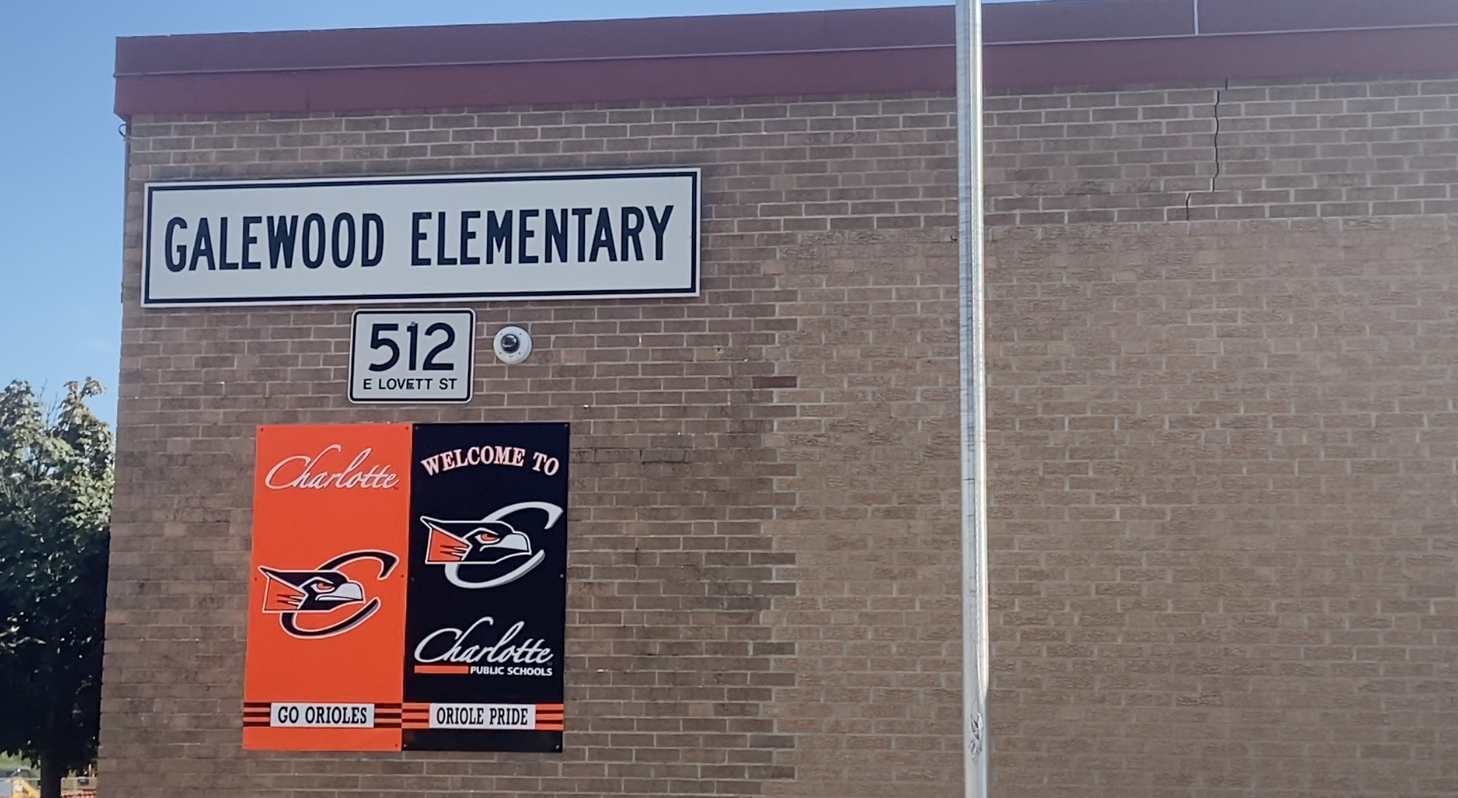 GALEWOOD ELEMENTARY
512
E LOVETT ST
Charlotte
GO ORIOLES
WELCOME TO
C
Charlotte
PUBLIC SCHOOLS
ORIOLE PRIDE